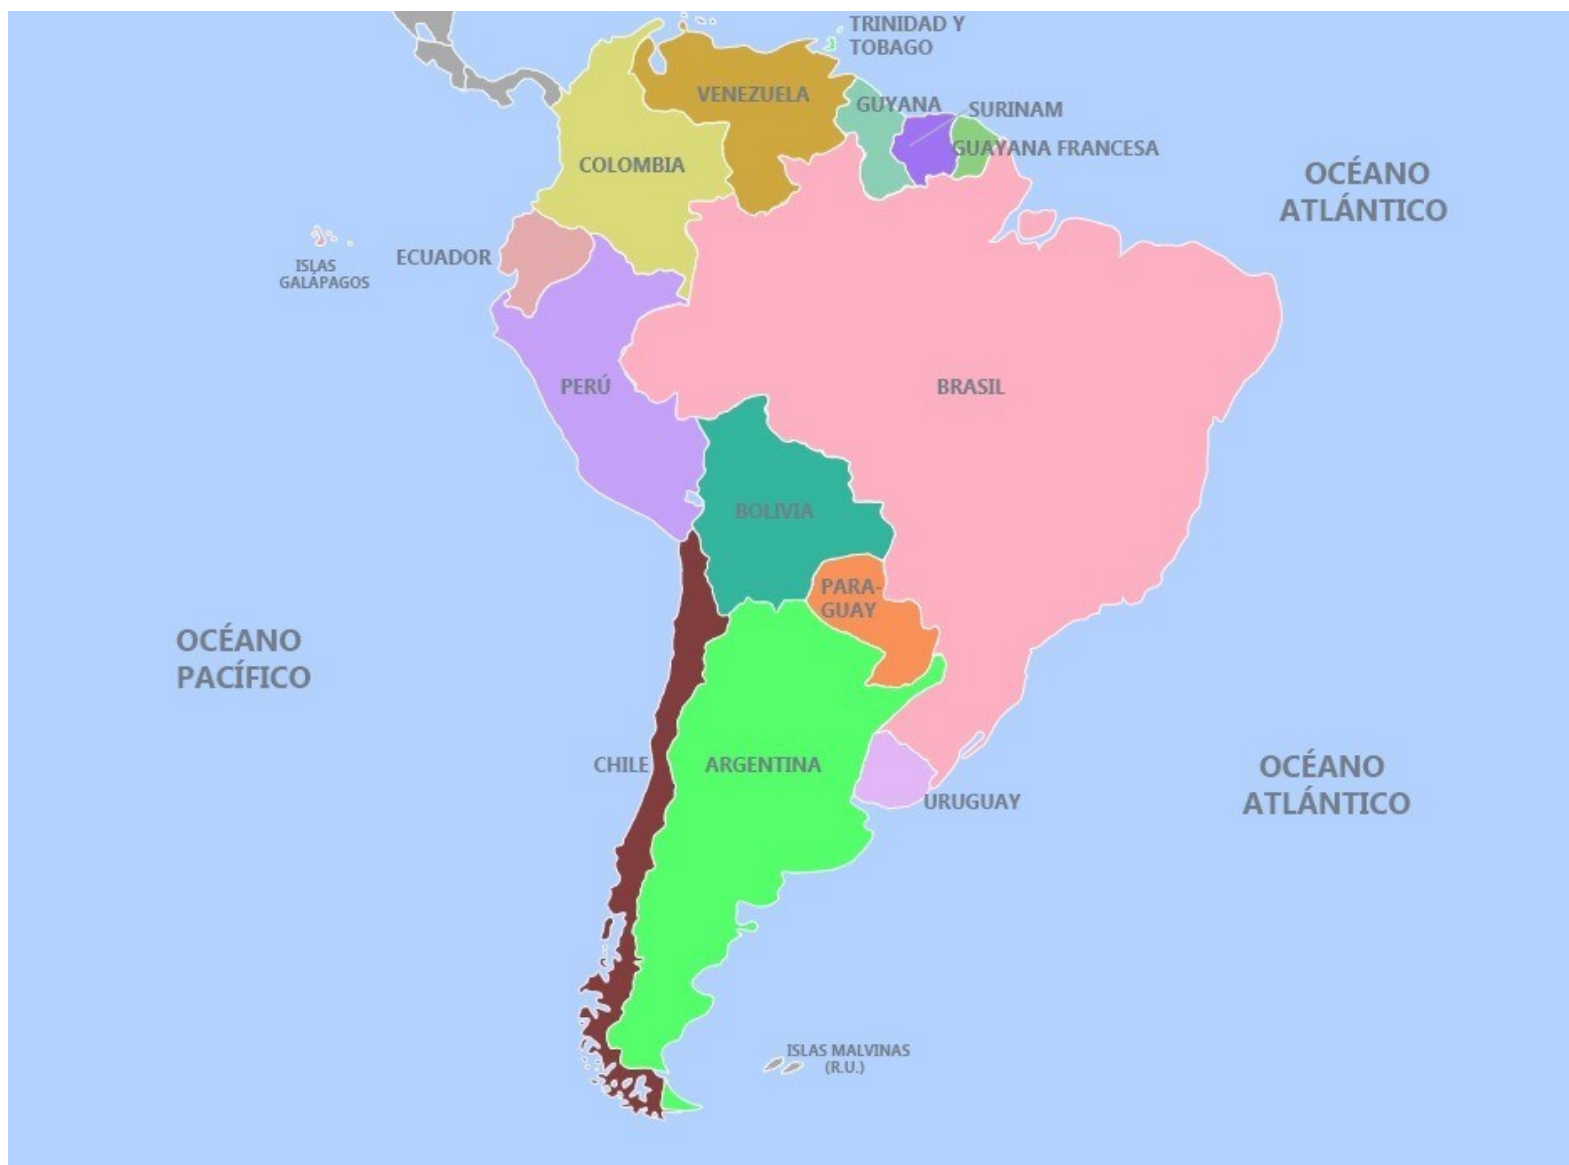 TRINIDAD Y
TOBAGO
VENEZUELA
GUYANA
SURINAM
GUAYANA FRANCESA
COLOMBIA
OCÉANO
ATLÁNTICO
ECUADOR
ISLAS
GALÁPAGOS
PERÚ
BRASIL
BOLIVIA
PARA-
GUAY
OCÉANO
PACÍFICO
CHILE
ARGENTINA
URUGUAY
OCÉANO
ATLÁNTICO
ISLAS MALVINAS
(R.U.)